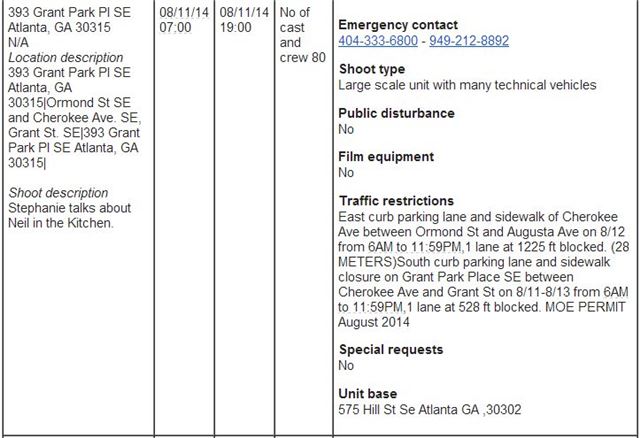 393 Grant Park Pl SE
Atlanta, GA 30315
N/A
Location description
393 Grant Park Pl SE
Atlanta, GA
30315|Ormond St SE
and Cherokee Ave. SE,
Grant St. SE|393 Grant
Park Pl SE Atlanta, GA
30315|
Shoot description
Stephanie talks about
Neil in the Kitchen.
08/11/14
07:00
08/11/14
19:00
No of
cast
and
crew 80
Emergency contact
404-333-6800 - 949-212-8892
Shoot type
Large scale unit with many technical vehicles
Public disturbance
No
Film equipment
No
Traffic restrictions
East curb parking lane and sidewalk of Cherokee
Ave between Ormond St and Augusta Ave on 8/12
from 6AM to 11:59PM,1 lane at 1225 ft blocked. (28
METERS)South curb parking lane and sidewalk
closure on Grant Park Place SE between
Cherokee Ave and Grant St on 8/11-8/13 from 6AM
to 11:59PM,1 lane at 528 ft blocked. MOE PERMIT
August 2014
Special requests
No
Unit base
575 Hill St Se Atlanta GA ,30302